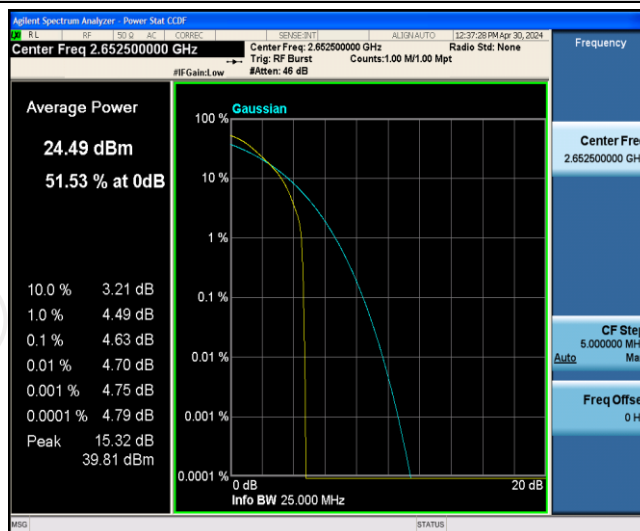 Agilent Spectrum Analyzer - Power Stat CCDF
RL RF 50 Ω AC CORREC SENSE:INT ALIGNAUTO 12:37:28 PM Apr 30, 2024
Center Freq 2.652500000 GHz
Center Freq: 2.652500000 GHz Radio Std: None
Trig: RF Burst Counts:1.00 M/1.00 Mpt
#IFGain:Low #Atten: 46 dB
Frequency
Average Power
24.49 dBm
51.53 % at 0dB
10.0 % 3.21 dB
1.0 % 4.49 dB
0.1 % 4.63 dB
0.01 % 4.70 dB
0.001 % 4.75 dB
0.0001 % 4.79 dB
Peak 15.32 dB
39.81 dBm
Gaussian
100 %
10 %
1 %
0.1 %
0.01 %
0.001 %
0.0001 %
0 dB 20 dB
Info BW 25.000 MHz
Center Fre
2.652500000 GH
CF Step
5.000000 MH
Auto Ma
Freq Offse
0 H
MSG STATUS